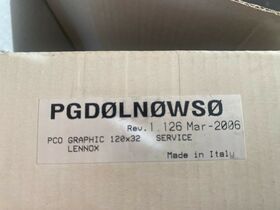 PGDØLNØWSØ
Rev.1.126 Mar-2006
PCO GRAPHIC 120x32 SERVICE
LENNOX
Made in Italy